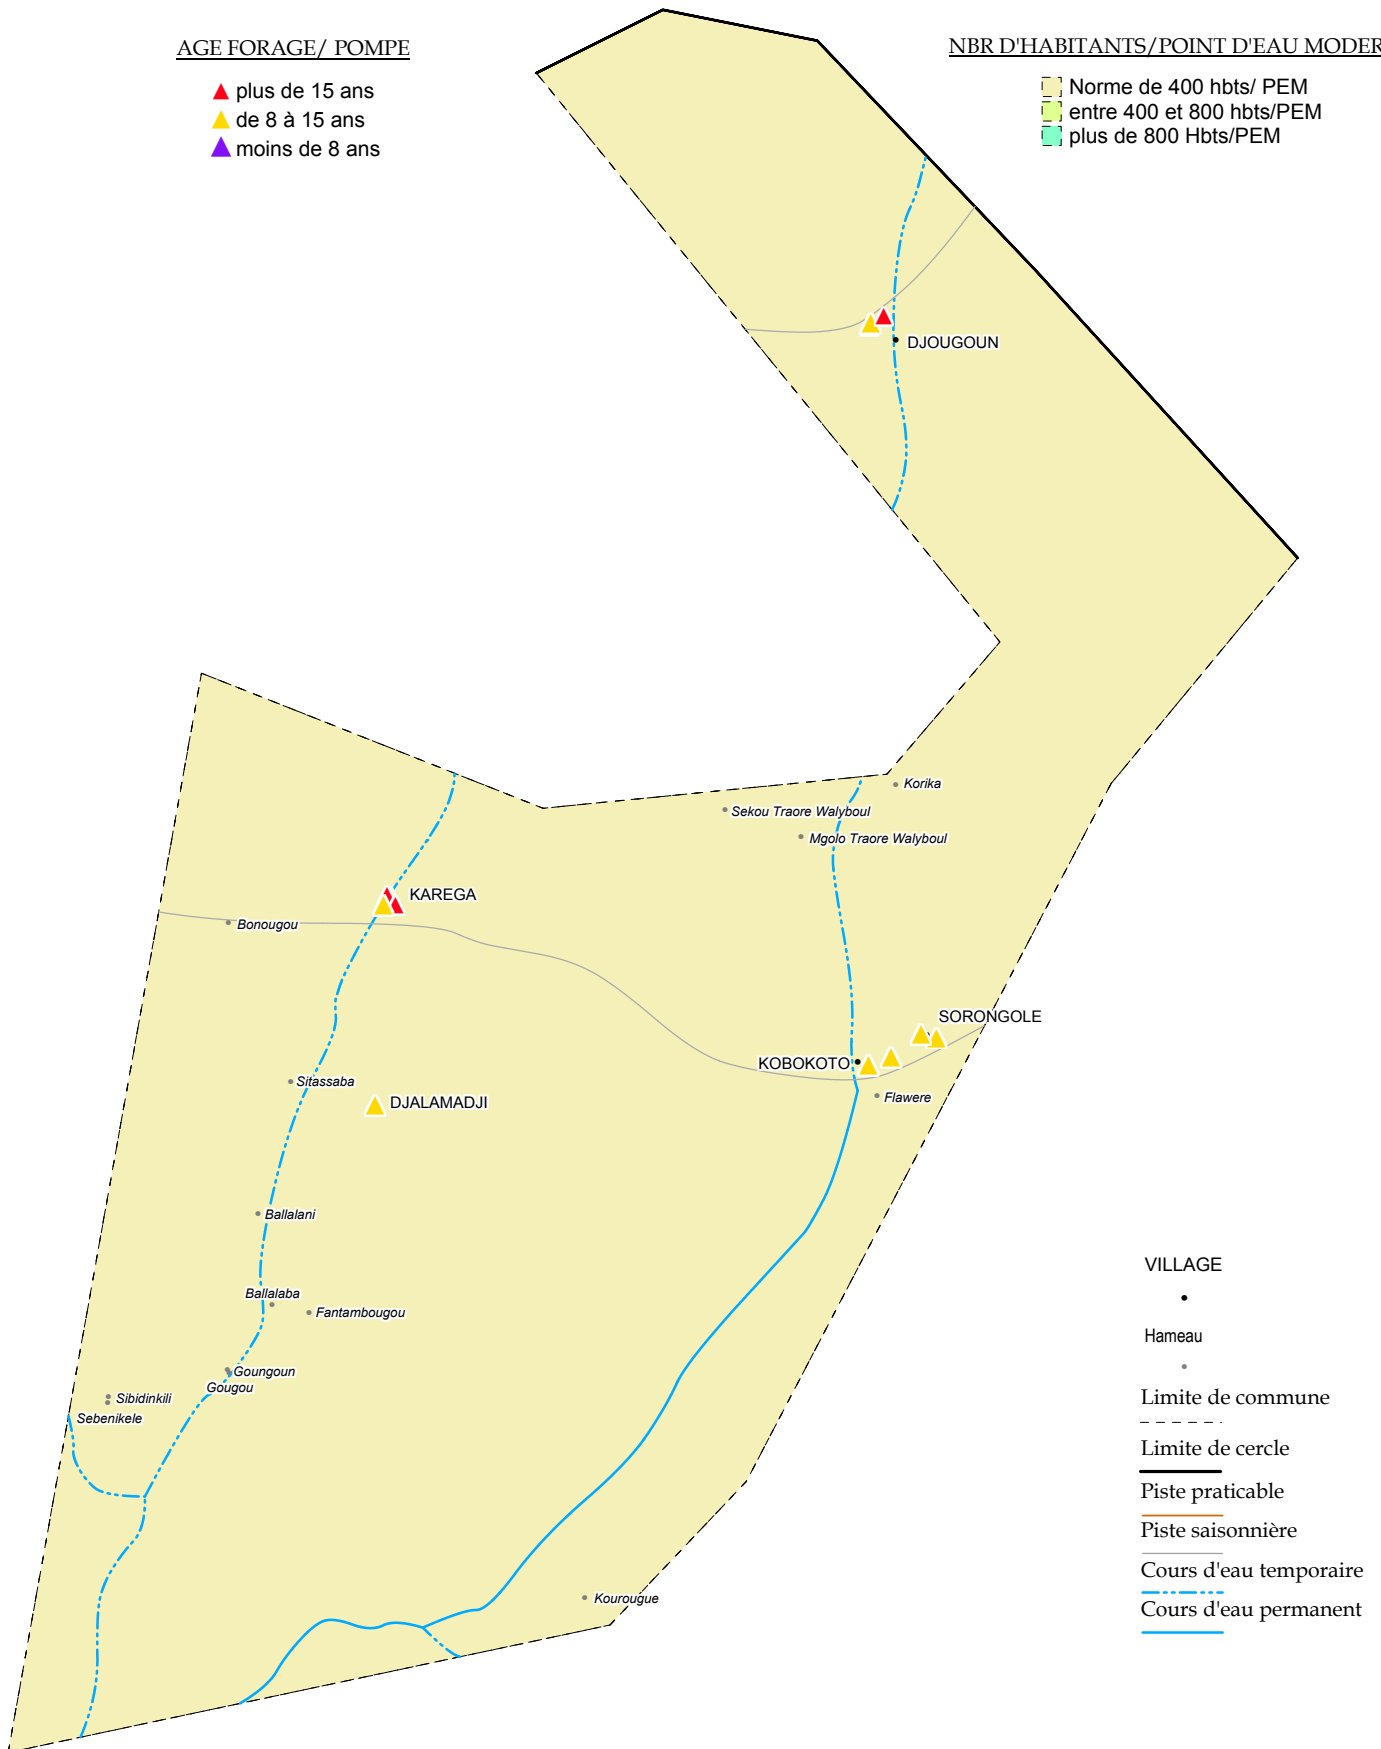 AGE FORAGE/ POMPE
plus de 15 ans
de 8 à 15 ans
moins de 8 ans
NBR D'HABITANTS/POINT D'EAU MODER
Norme de 400 hbts/ PEM
entre 400 et 800 hbts/PEM
plus de 800 Hbts/PEM
DJOUGOUN
Korika
Sekou Traore Walyboul
Mgolo Traore Walyboul
KAREGA
Bonougou
SORONGOLE
KOBOKOTO
Sitassaba
DJALAMADJI
Flawere
Ballalani
Ballalaba
Fantambougou
Goungoun
Gougou
Sibidinkili
Sebenikele
Kourougue
VILLAGE
Hameau
Limite de commune
Limite de cercle
Piste praticable
Piste saisonnière
Cours d'eau temporaire
Cours d'eau permanent